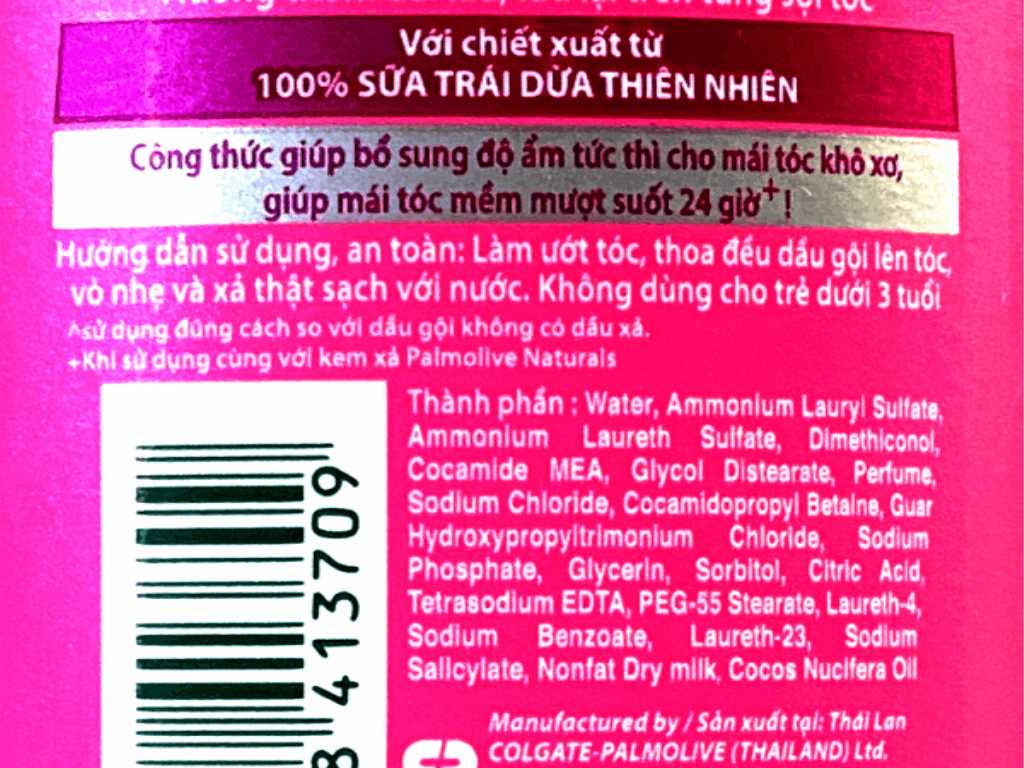 Với chiết xuất từ
100% SỮA TRÁI DỪA THIÊN NHIÊN
Công thức giúp bổ sung độ ẩm tức thì cho mái tóc khô xơ,
giúp mái tóc mềm mượt suốt 24 giờ+!
Hướng dẫn sử dụng, an toàn: Làm ướt tóc, thoa đều dầu gội lên tóc,
vò nhẹ và xả thật sạch với nước. Không dùng cho trẻ dưới 3 tuổi
^sử dụng đúng cách so với dầu gội không có dầu xả.
+Khi sử dụng cùng với kem xả Palmolive Naturals
Thành phần : Water, Ammonium Lauryl Sulfate,
Ammonium Laureth Sulfate, Dimethiconol,
Cocamide MEA, Glycol Distearate, Perfume,
Sodium Chloride, Cocamidopropyl Betaine, Guar
Hydroxypropyltrimonium Chloride, Sodium
Phosphate, Glycerin, Sorbitol, Citric Acid,
Tetrasodium EDTA, PEG-55 Stearate, Laureth-4,
Sodium Benzoate, Laureth-23, Sodium
Salicylate, Nonfat Dry milk, Cocos Nucifera Oil
Manufactured by / Sản xuất tại: Thái Lan
COLGATE-PALMOLIVE (THAILAND) Ltd.
8 413709